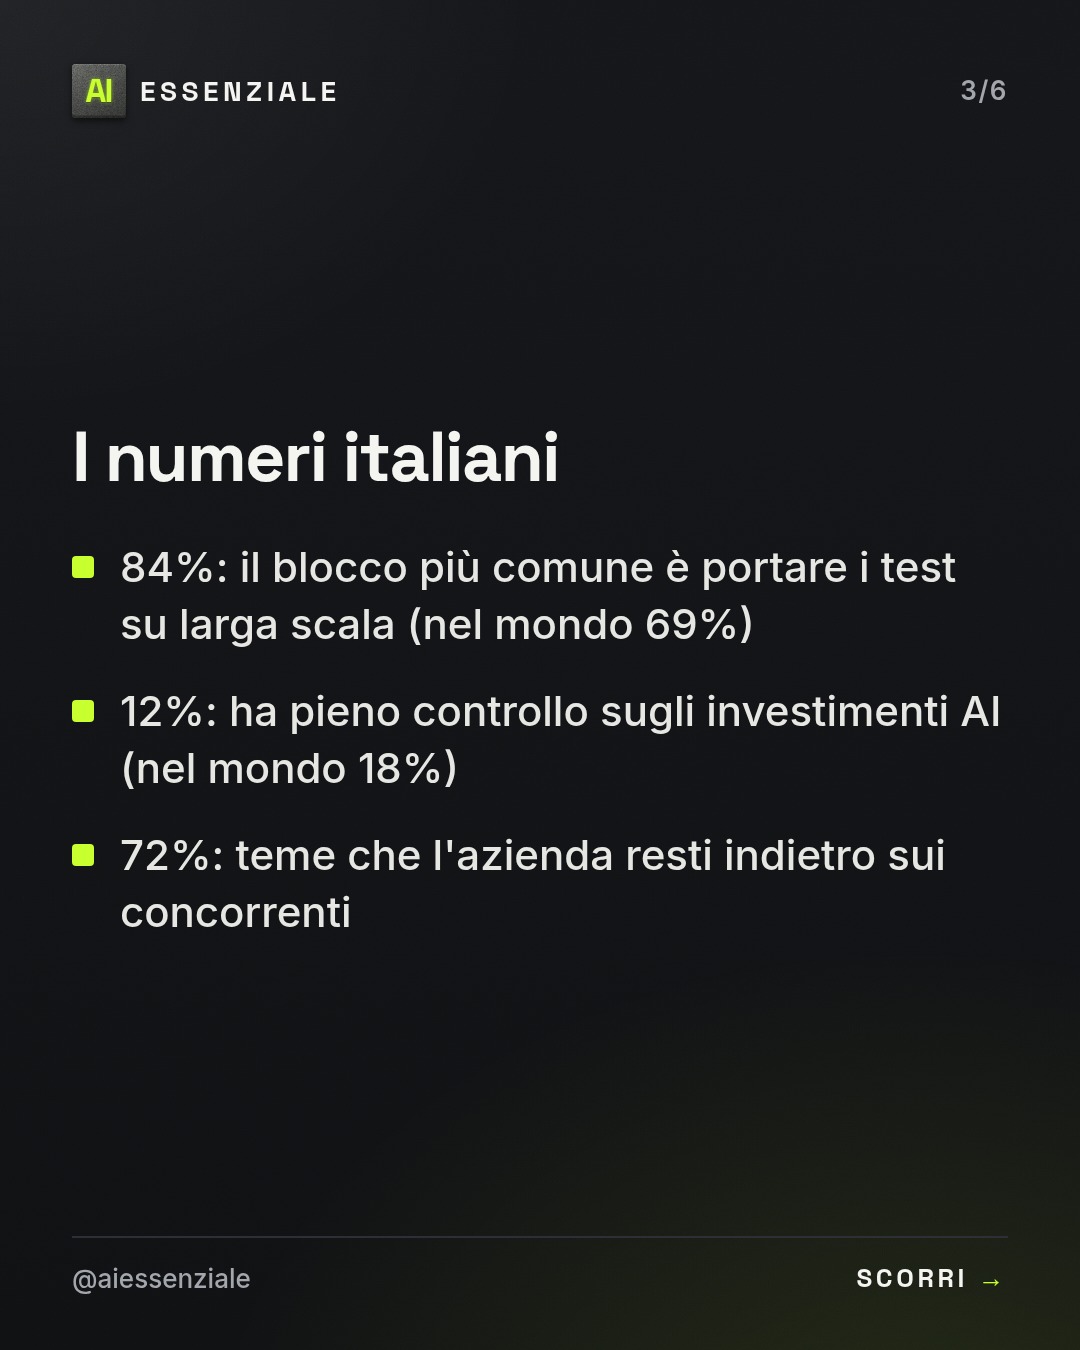 AI ESSENZIALE
3/6
I numeri italiani
84%: il blocco più comune è portare i test
su larga scala (nel mondo 69%)
12%: ha pieno controllo sugli investimenti AI
(nel mondo 18%)
72%: teme che l'azienda resti indietro sui
concorrenti
@aiessenziale
SCORRI →